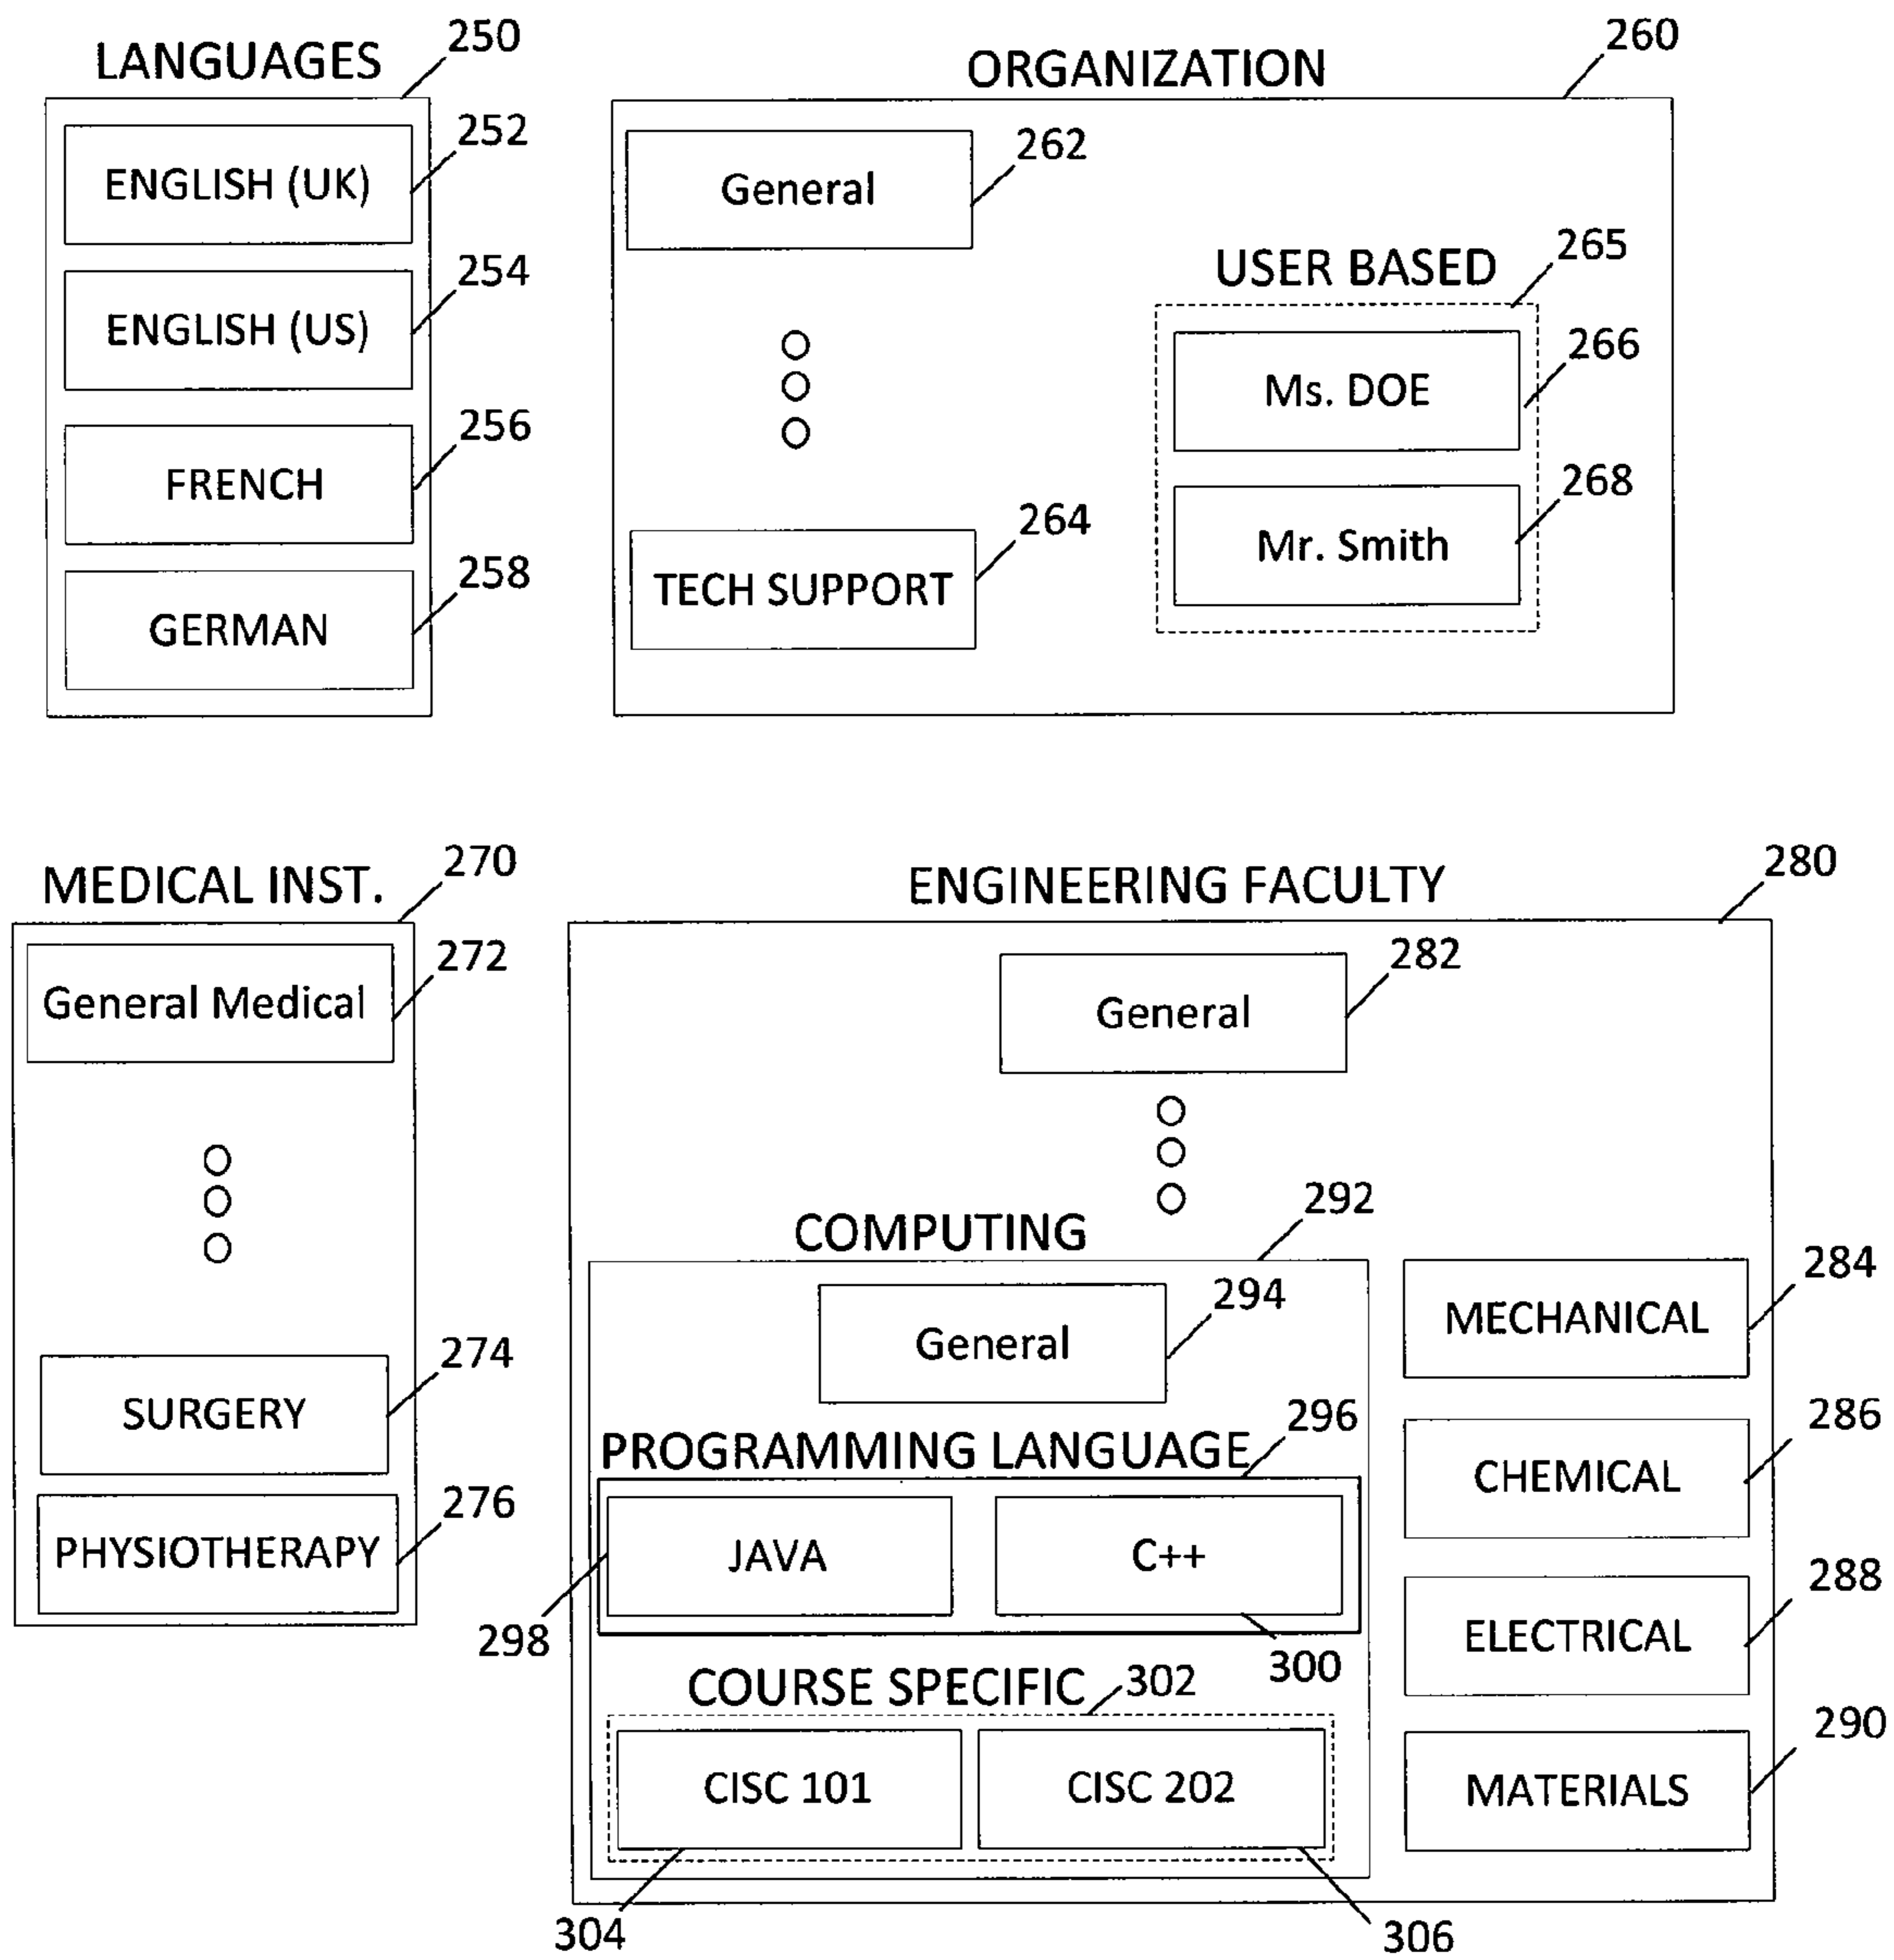 LANGUAGES
250
252
ENGLISH (UK)
254
ENGLISH (US)
256
FRENCH
258
GERMAN
ORGANIZATION
260
262
General
USER BASED
265
266
Ms. DOE
268
Mr. Smith
264
TECH SUPPORT
MEDICAL INST.
270
272
General Medical
274
SURGERY
276
PHYSIOTHERAPY
ENGINEERING FACULTY
280
282
General
COMPUTING
292
294
General
PROGRAMMING LANGUAGE
296
JAVA
C++
298
300
COURSE SPECIFIC
302
CISC 101
CISC 202
304
306
284
MECHANICAL
286
CHEMICAL
288
ELECTRICAL
290
MATERIALS